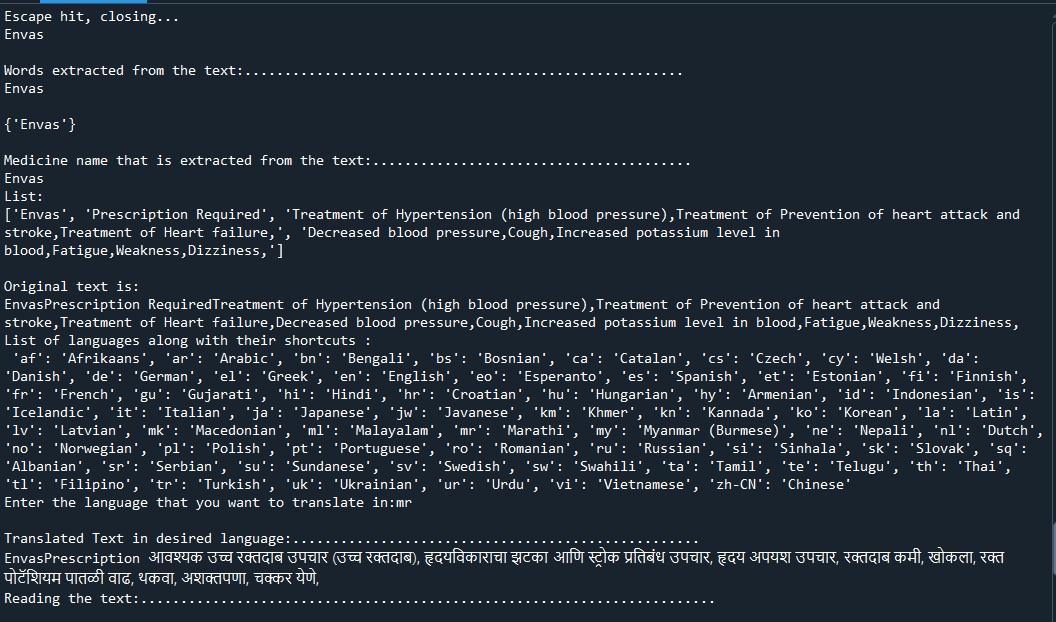 Escape hit, closing...
Envas
Words extracted from the text:.......................................................
Envas
{'Envas'}
Medicine name that is extracted from the text:........................................
Envas
List:
['Envas', 'Prescription Required', 'Treatment of Hypertension (high blood pressure),Treatment of Prevention of heart attack and
stroke,Treatment of Heart failure,', 'Decreased blood pressure,Cough,Increased potassium level in
blood,Fatigue,Weakness,Dizziness,']
Original text is:
EnvasPrescription RequiredTreatment of Hypertension (high blood pressure),Treatment of Prevention of heart attack and
stroke,Treatment of Heart failure,Decreased blood pressure,Cough,Increased potassium level in blood,Fatigue,Weakness,Dizziness,
List of languages along with their shortcuts :
'af': 'Afrikaans', 'ar': 'Arabic', 'bn': 'Bengali', 'bs': 'Bosnian', 'ca': 'Catalan', 'cs': 'Czech', 'cy': 'Welsh', 'da':
'Danish', 'de': 'German', 'el': 'Greek', 'en': 'English', 'eo': 'Esperanto', 'es': 'Spanish', 'et': 'Estonian', 'fi': 'Finnish',
'fr': 'French', 'gu': 'Gujarati', 'hi': 'Hindi', 'hr': 'Croatian', 'hu': 'Hungarian', 'hy': 'Armenian', 'id': 'Indonesian', 'is':
'Icelandic', 'it': 'Italian', 'ja': 'Japanese', 'jw': 'Javanese', 'km': 'Khmer', 'kn': 'Kannada', 'ko': 'Korean', 'la': 'Latin',
'lv': 'Latvian', 'mk': 'Macedonian', 'ml': 'Malayalam', 'mr': 'Marathi', 'my': 'Myanmar (Burmese)', 'ne': 'Nepali', 'nl': 'Dutch',
'no': 'Norwegian', 'pl': 'Polish', 'pt': 'Portuguese', 'ro': 'Romanian', 'ru': 'Russian', 'si': 'Sinhala', 'sk': 'Slovak', 'sq':
'Albanian', 'sr': 'Serbian', 'su': 'Sundanese', 'sv': 'Swedish', 'sw': 'Swahili', 'ta': 'Tamil', 'te': 'Telugu', 'th': 'Thai',
'tl': 'Filipino', 'tr': 'Turkish', 'uk': 'Ukrainian', 'ur': 'Urdu', 'vi': 'Vietnamese', 'zh-CN': 'Chinese'
Enter the language that you want to translate in:mr
Translated Text in desired language:...................................................
EnvasPrescription आवश्यक उच्च रक्तदाब उपचार (उच्च रक्तदाब), हृदयविकाराचा झटका आणि स्ट्रोक प्रतिबंध उपचार, हृदय अपयश उपचार, रक्तदाब कमी, खोकला, रक्त
पोटॅशियम पातळी वाढ, थकवा, अशक्तपणा, चक्कर येणे,
Reading the text:........................................................................